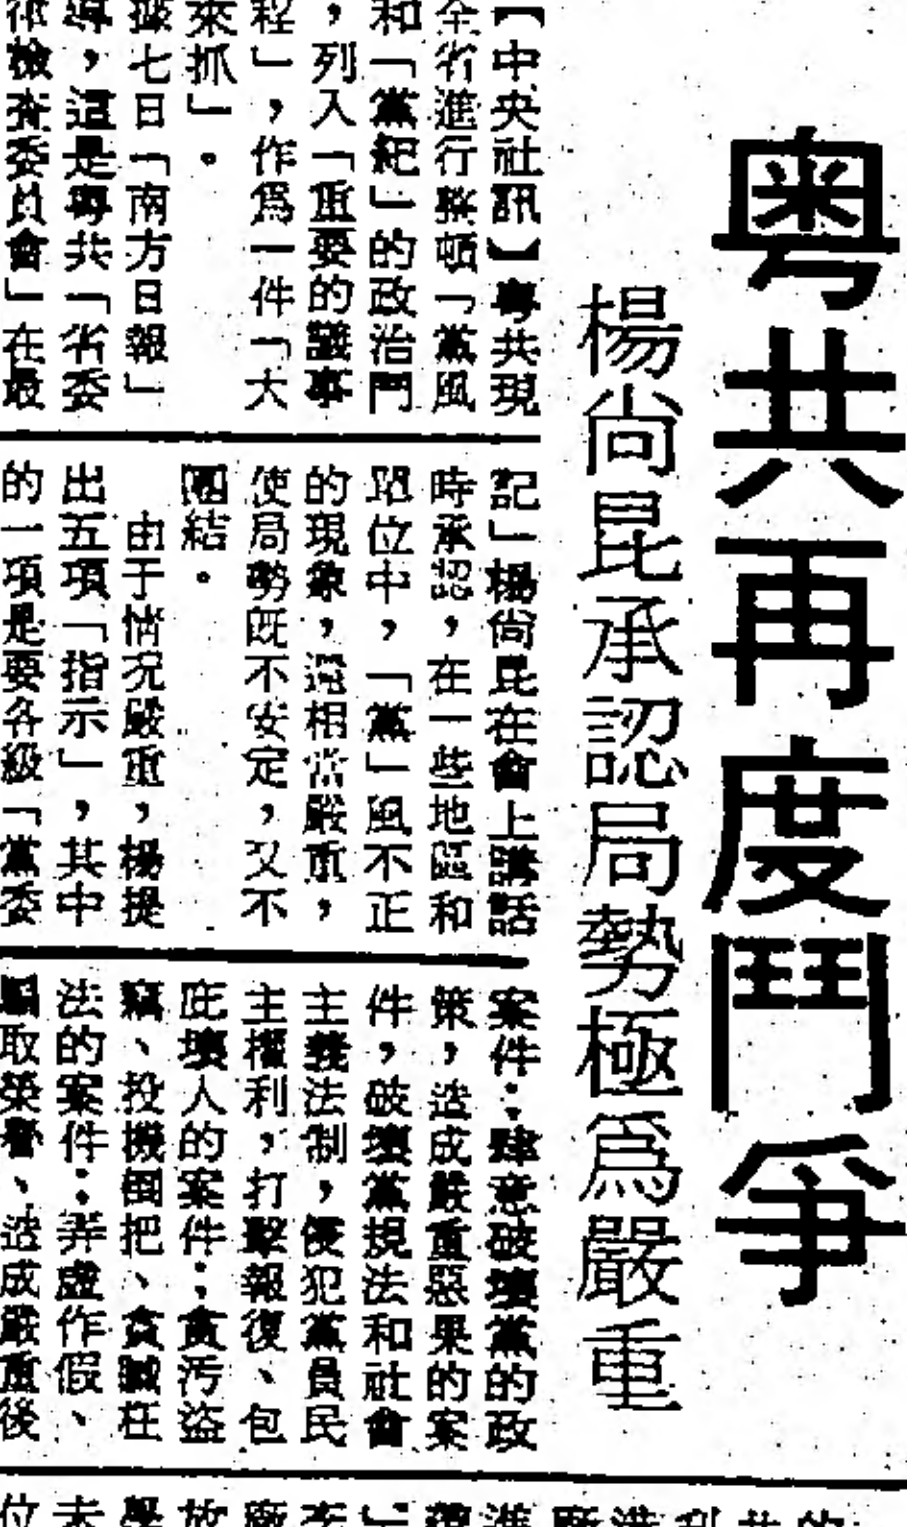 粤共再度鬥爭
楊尚昆承認局勢極爲嚴重
【中央社訊】粤共現
全省進行整頓「黨風
和「黨紀」的政治鬥
，列入「重要的議事
程」，作爲一件「大
來抓」。
據七日「南方日報」
導，這是粤共「省委
律檢查委員會」在最
記」楊尙昆在會上講話
時承認，在一些地區和
單位中，「黨」風不正
的現象，還相當嚴重，
使局勢既不安定，又不
團結。
由于情况嚴重，楊提
出五項「指示」，其中
的一項是要各級「黨委
案件：肆意破壞黨的政
策，造成嚴重惡果的案
件，破壞黨規法和社會
主義法制，侵犯黨員民
主權利，打擊報復、包
庇壞人的案件：貪污盜
竊、投機倒把、貪贓枉
法的案件：弄虛作假、
騙取榮譽、造成嚴重後